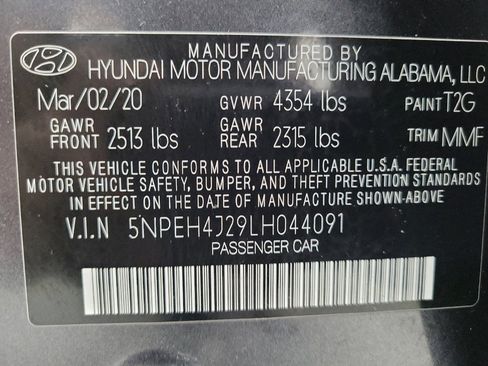 MANUFACTURED BY
HYUNDAI MOTOR MANUFACTURING ALABAMA, LLC
Mar/02/20 GVWR 4354 lbs PAINT T2G
GAWR FRONT 2513 lbs GAWR REAR 2315 lbs TRIM MMF
THIS VEHICLE CONFORMS TO ALL APPLICABLE U.S.A. FEDERAL
MOTOR VEHICLE SAFETY, BUMPER, AND THEFT PREVENTION STANDARDS
IN EFFECT ON THE DATE OF MANUFACTURE SHOWN ABOVE.
V.I.N 5NPEH4J29LH044091
PASSENGER CAR